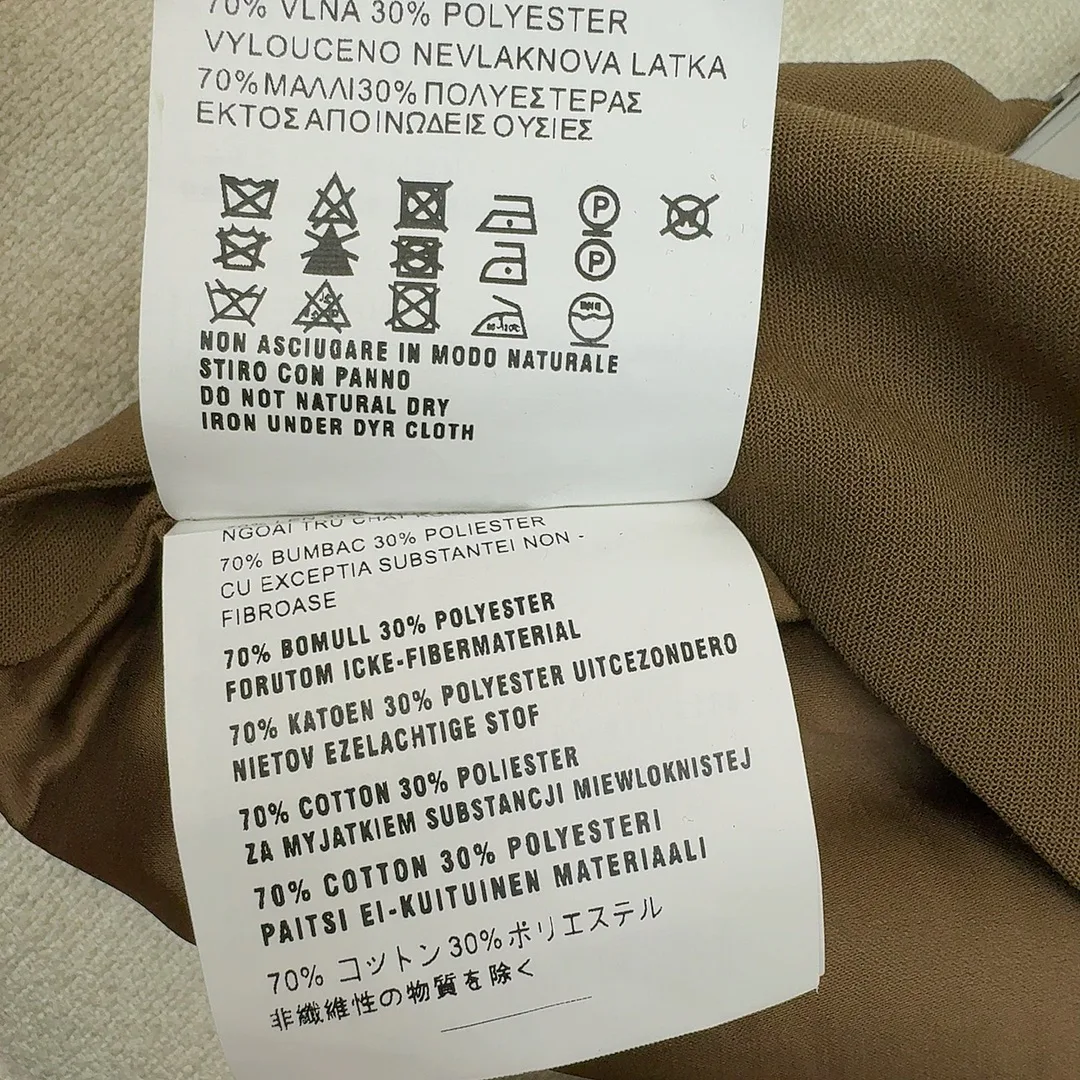 70% VLNA 30% POLYESTER
VYLOUCENO NEVLAKNOVA LATKA
70%ΜΑΛΛΙ30%ΠΟΛΥΕΣΤΕΡΑΣ
ΕΚΤΟΣΑΠΟΙΝΩΔΕΙΣΟΥΣΙΕΣ
P
P
NON ASCIUGARE IN MODO NATURALE
STIRO CON PANNO
DO NOT NATURAL DRY
IRON UNDER DYR CLOTH
NGOAI TRU
70% BUMBAC 30% POLIESTER
CU EXCEPTIA SUBSTANTEI NON -
FIBROASE
70% BOMULL 30% POLYESTER
FORUTOM ICKE-FIBERMATERIAL
70% KATOEN 30% POLYESTER UITCEZONDERO
NIETOV EZELACHTIGE STOF
70% COTTON 30% POLIESTER
ZA MYJATKIEM SUBSTANCJI MIEWLOKNISTEJ
70% COTTON 30% POLYESTERI
PAITSI EI-KUITUINEN MATERIAALI
70% コットン30%ポリエステル
非繊維性の物質を除く